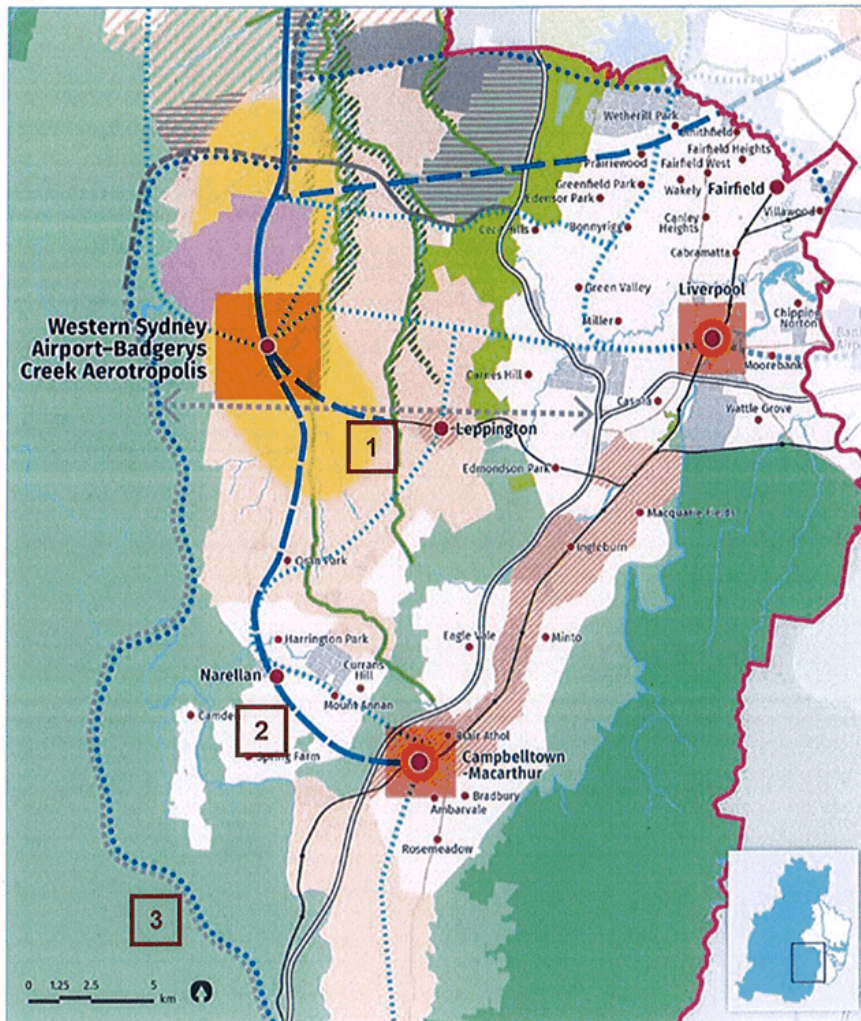 Wetherill Park
Smithfield
Fairfield Heights
Prairiewood
Fairfield West
Greenfield Park
Wakely
Fairfield
Edensor Park
Villawood
Canley
Heights
Cecil Hills
Bonnyrigg
Cabramatta
Green Valley
Liverpool
Miller
Chipping
Norton
Western Sydney
Airport–Badgerys
Creek Aerotropolis
Moorebank
Carnes Hill
Casula
Wattle Grove
1
Leppington
Edmondson Park
Macquarie Fields
Ingleburn
Oran Park
Harrington Park
Eagle Vale
Minto
Narellan
Currans
Hill
Mount Annan
Camden
2
Blair Athol
Spring Farm
Campbelltown
-Macarthur
Bradbury
Ambarvale
Rosemeadow
3
0 1.25 2.5 5
km